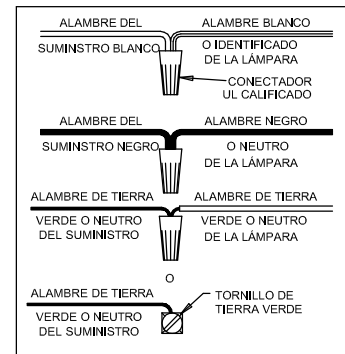 ALAMBRE DEL ALAMBRE BLANCO
SUMINSTRO BLANCO O IDENTIFICADO
DE LA LÁMPARA
CONECTADOR
UL CALIFICADO
ALAMBRE DEL ALAMBRE NEGRO
SUMINSTRO NEGRO O NEUTRO
DE LA LÁMPARA
ALAMBRE DE TIERRA ALAMBRE DE TIERRA
VERDE O NEUTRO VERDE O NEUTRO
DEL SUMINISTRO DE LA LÁMPARA
O
ALAMBRE DE TIERRA TORNILLO DE
TIERRA VERDE
VERDE O NEUTRO
DEL SUMINISTRO